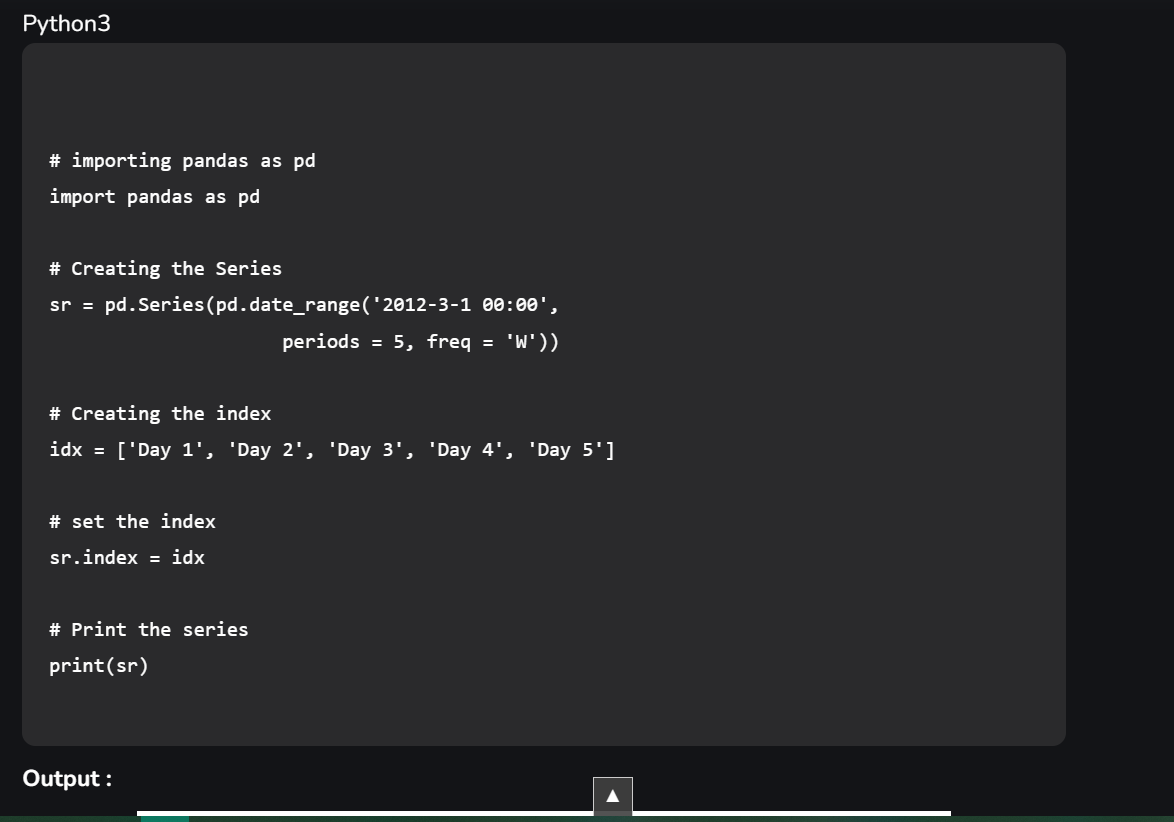 Python3
# importing pandas as pd
import pandas as pd
# Creating the Series
sr = pd.Series(pd.date_range('2012-3-1 00:00',
periods = 5, freq = 'W'))
# Creating the index
idx = ['Day 1', 'Day 2', 'Day 3', 'Day 4', 'Day 5']
# set the index
sr.index = idx
# Print the series
print(sr)
Output :